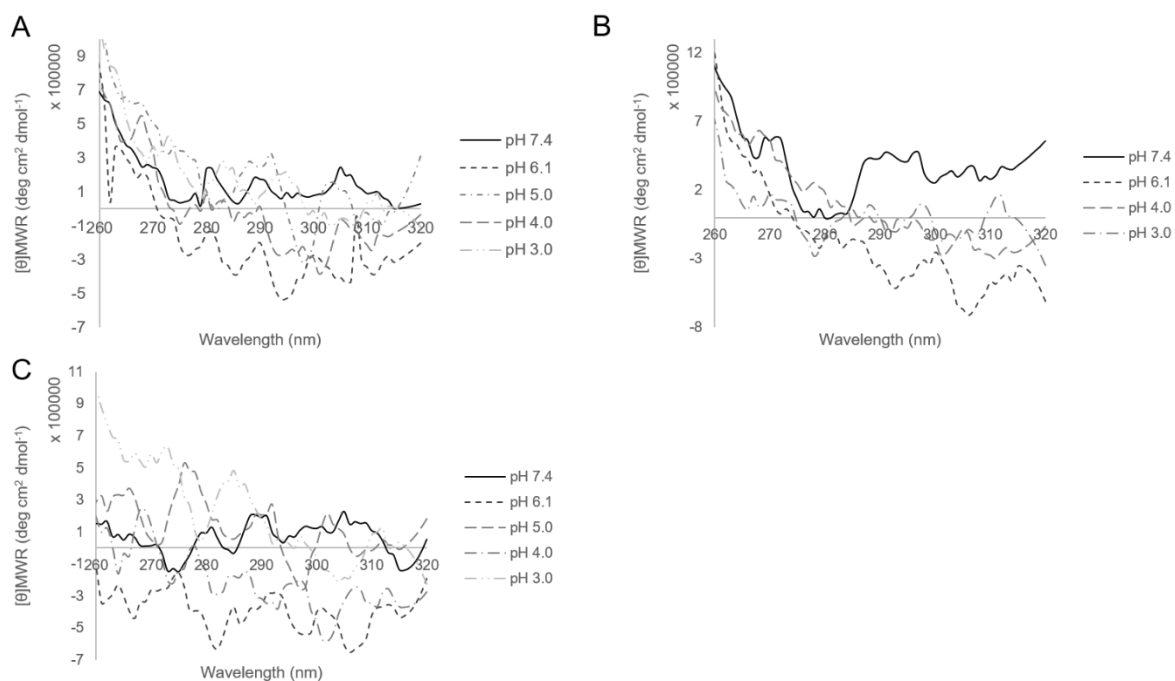 A
9
7
5
3
1
-1
-3
-5
-7
260 270 280 290 300 310 320
[θ]MWR (deg cm² dmol⁻¹)
x 100000
Wavelength (nm)
pH 7.4
pH 6.1
pH 5.0
pH 4.0
pH 3.0
B
12
7
2
-3
-8
260 270 280 290 300 310 320
[θ]MWR (deg cm² dmol⁻¹)
x 100000
Wavelength (nm)
pH 7.4
pH 6.1
pH 4.0
pH 3.0
C
11
9
7
5
3
1
-1
-3
-5
-7
260 270 280 290 300 310 320
[θ]MWR (deg cm² dmol⁻¹)
x 100000
Wavelength (nm)
pH 7.4
pH 6.1
pH 5.0
pH 4.0
pH 3.0